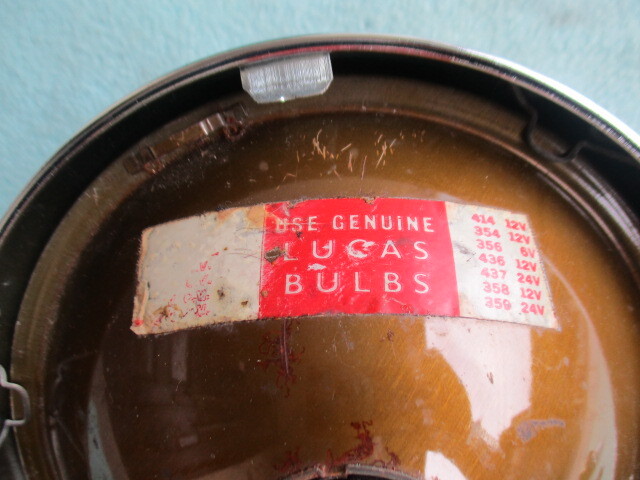 USE GENUINE
LUCAS
BULBS
414 12V
354 12V
356 6V
436 12V
437 24V
358 12V
359 24V